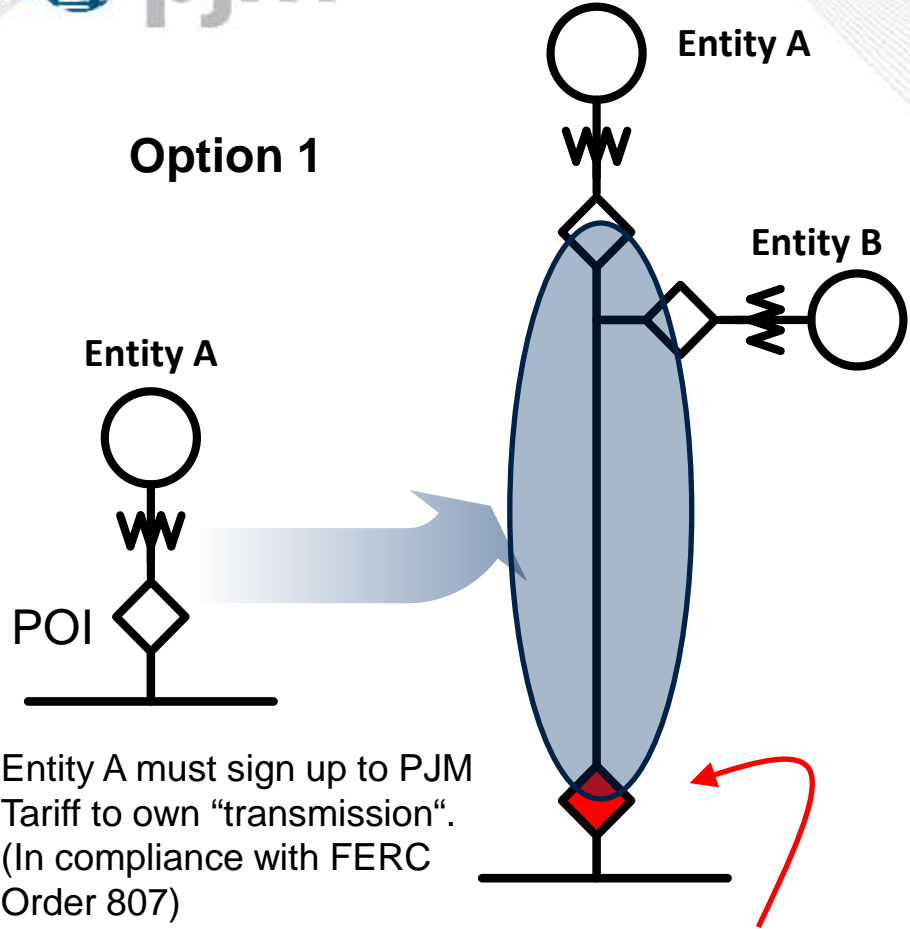 pjm
Entity A
Option 1
Entity B
Entity A
POI
Entity A must sign up to PJM
Tariff to own “transmission“.
(In compliance with FERC
Order 807)